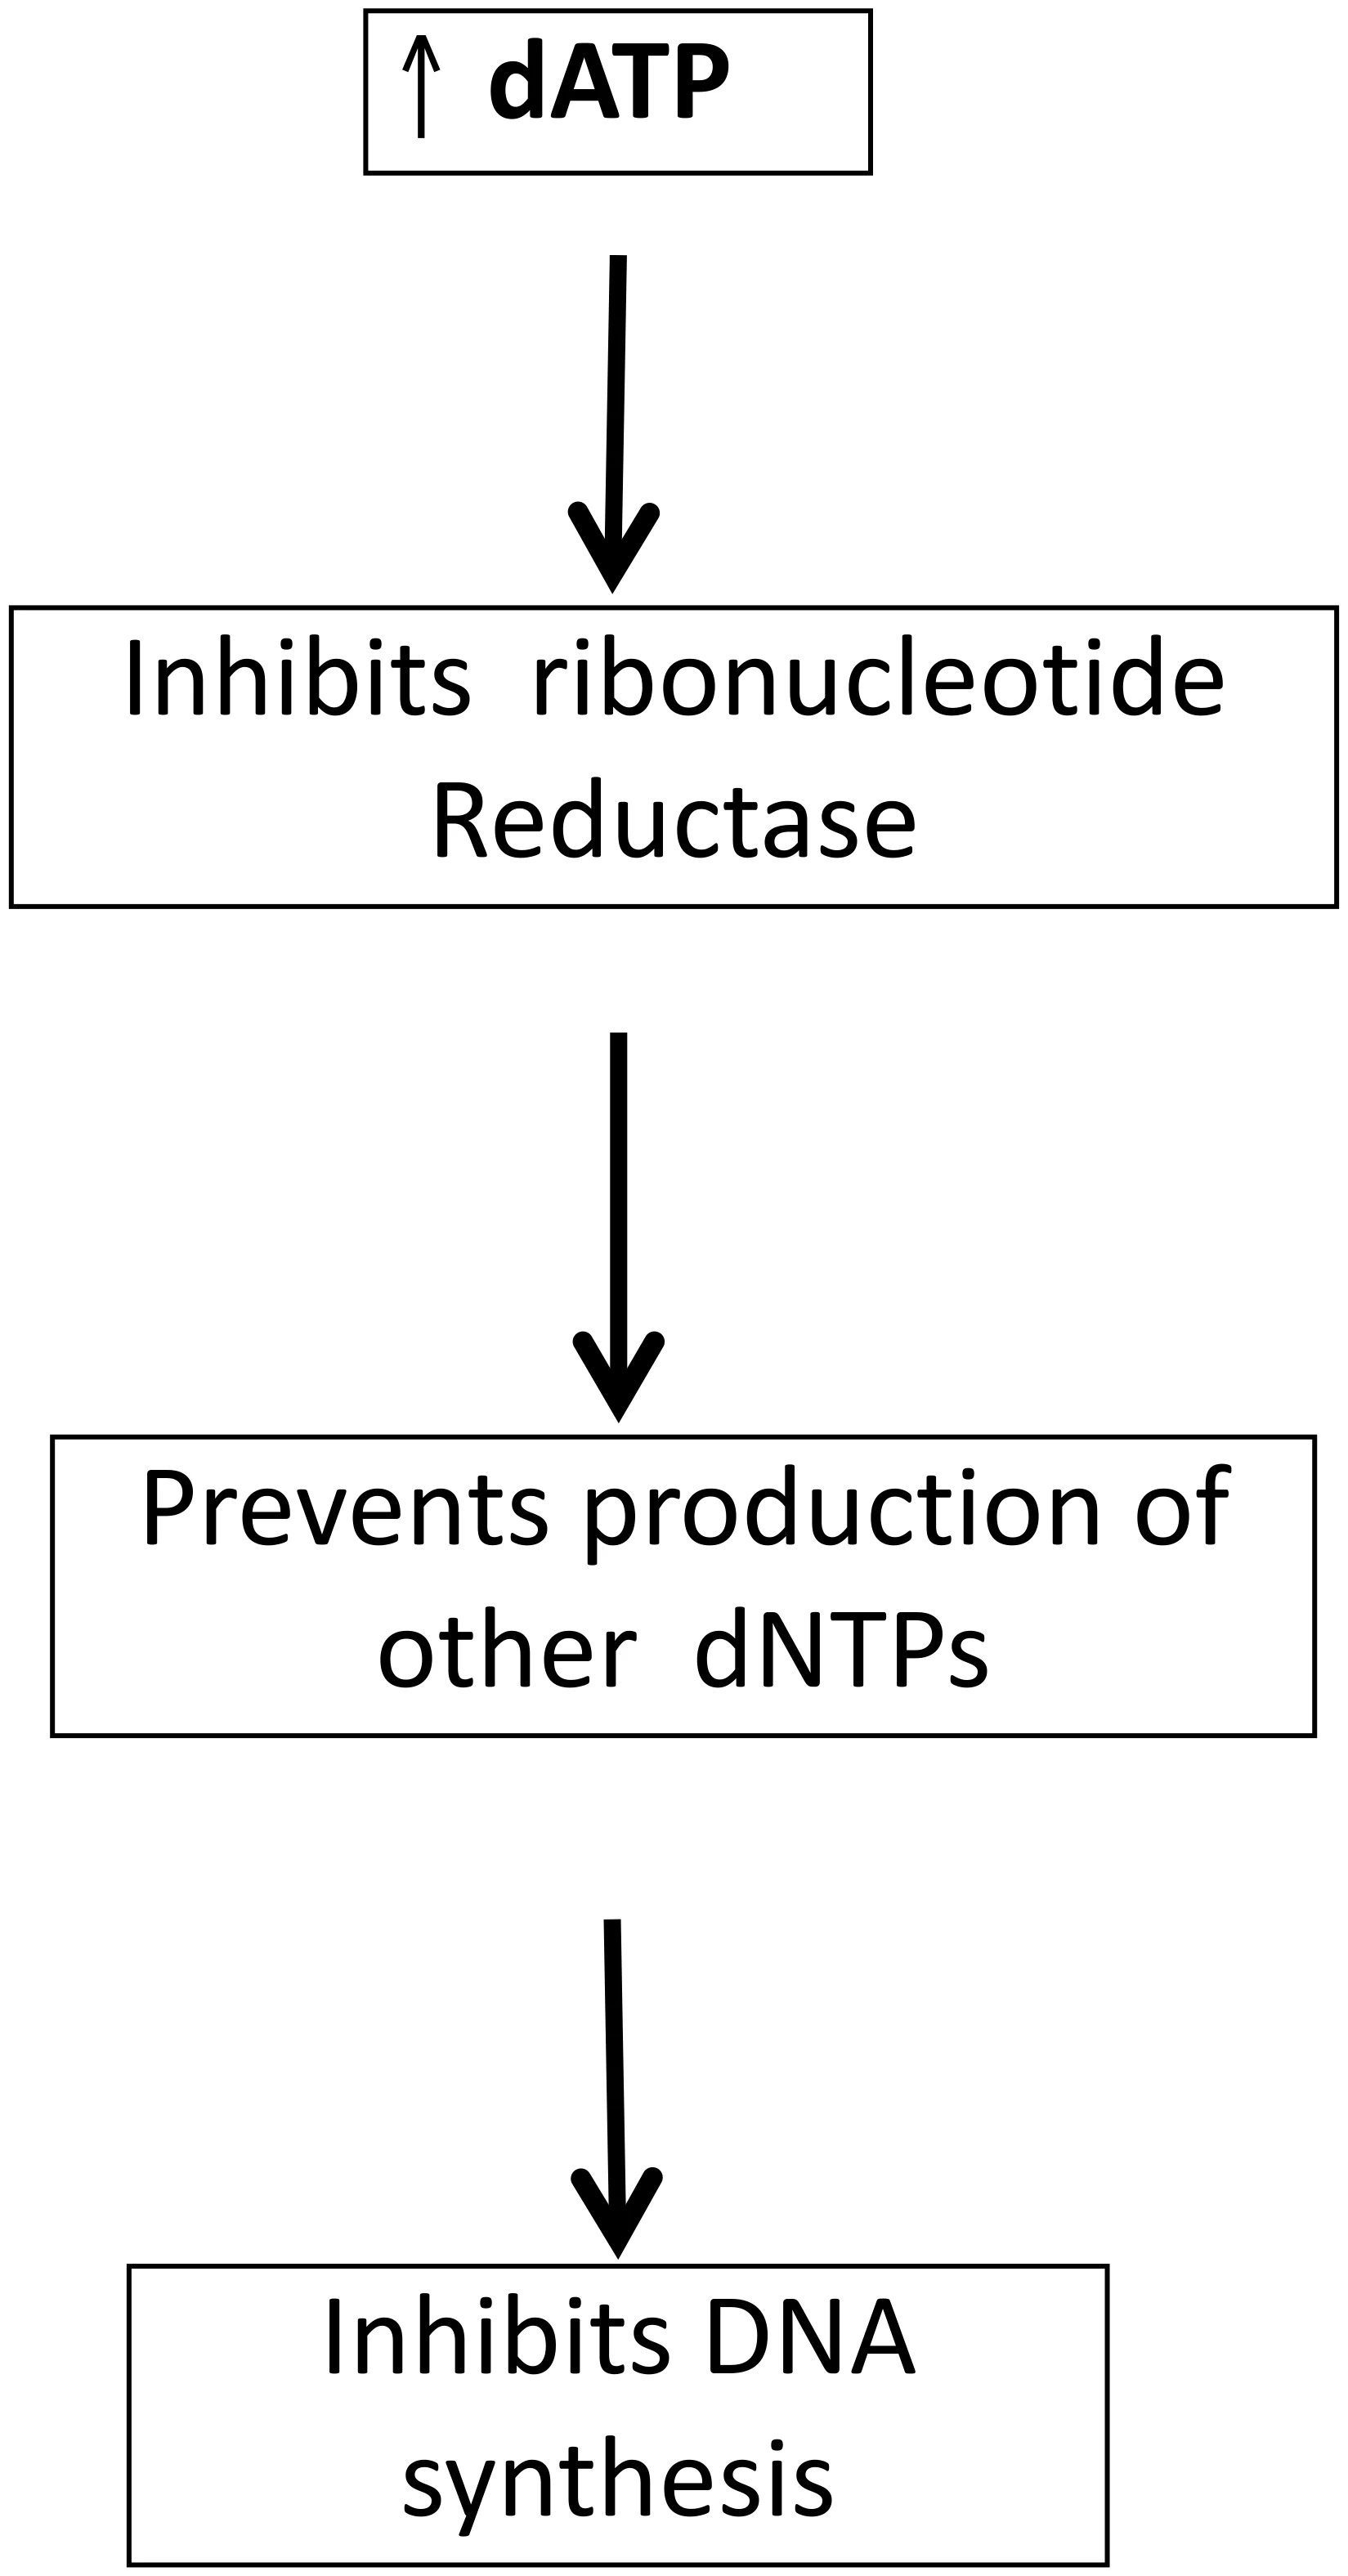 ↑ dATP
Inhibits ribonucleotide
Reductase
Prevents production of
other dNTPs
Inhibits DNA
synthesis